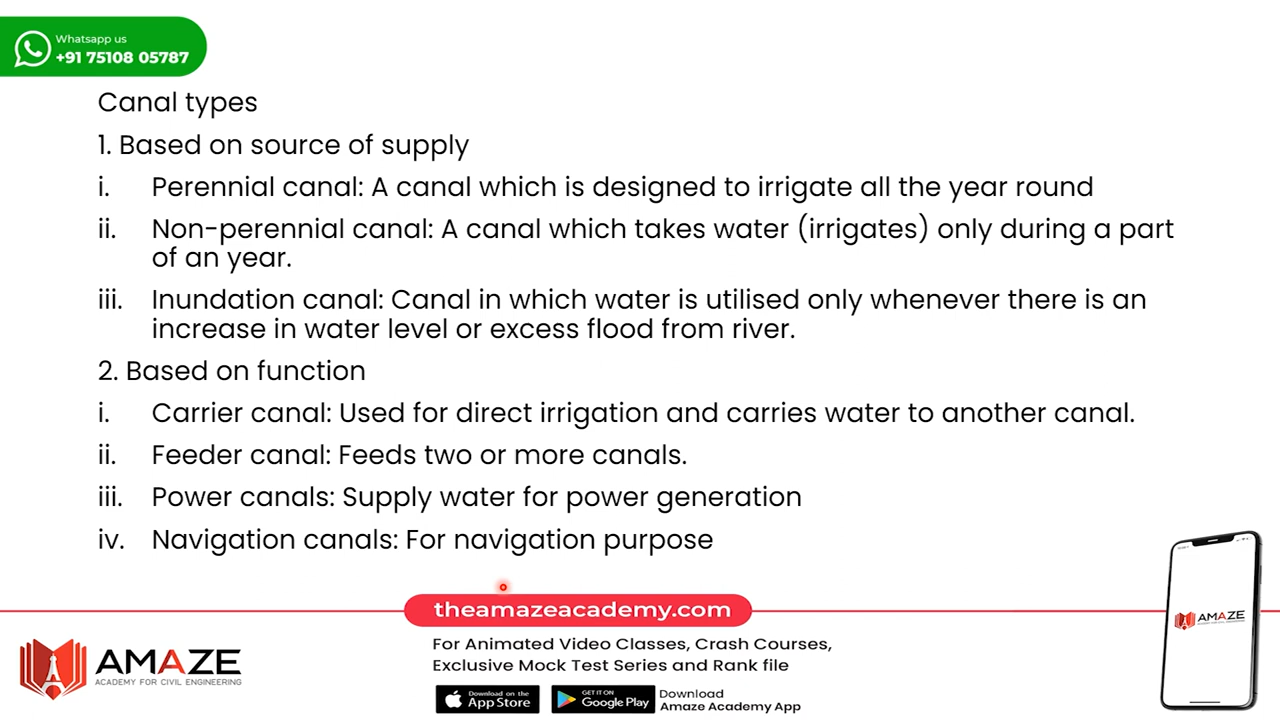 Whatsapp us
+91 75108 05787
Canal types
1. Based on source of supply
i. Perennial canal: A canal which is designed to irrigate all the year round
ii. Non-perennial canal: A canal which takes water (irrigates) only during a part
of an year.
iii. Inundation canal: Canal in which water is utilised only whenever there is an
increase in water level or excess flood from river.
2. Based on function
i. Carrier canal: Used for direct irrigation and carries water to another canal.
ii. Feeder canal: Feeds two or more canals.
iii. Power canals: Supply water for power generation
iv. Navigation canals: For navigation purpose
theamazeacademy.com
For Animated Video Classes, Crash Courses,
Exclusive Mock Test Series and Rank file
AMAZE
ACADEMY FOR CIVIL ENGINEERING
Download on the
App Store
GET IT ON
Google Play
Download
Amaze Academy App
AMAZE